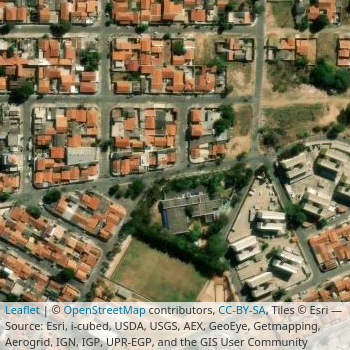 Leaflet | © OpenStreetMap contributors, CC-BY-SA, Tiles © Esri —
Source: Esri, i-cubed, USDA, USGS, AEX, GeoEye, Getmapping,
Aerogrid, IGN, IGP, UPR-EGP, and the GIS User Community